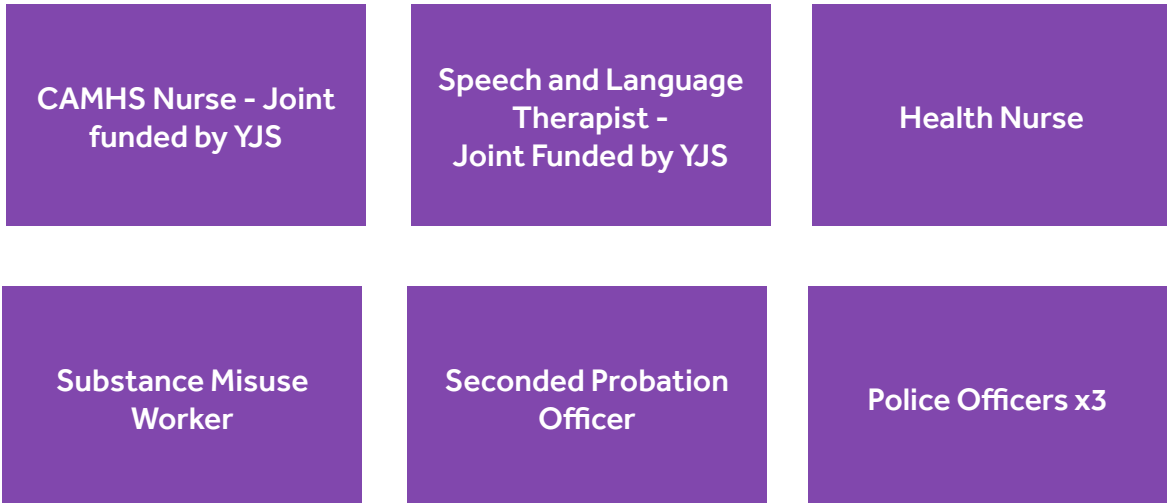 CAMHS Nurse - Joint
funded by YJS
Speech and Language
Therapist -
Joint Funded by YJS
Health Nurse
Substance Misuse
Worker
Seconded Probation
Officer
Police Officers x3